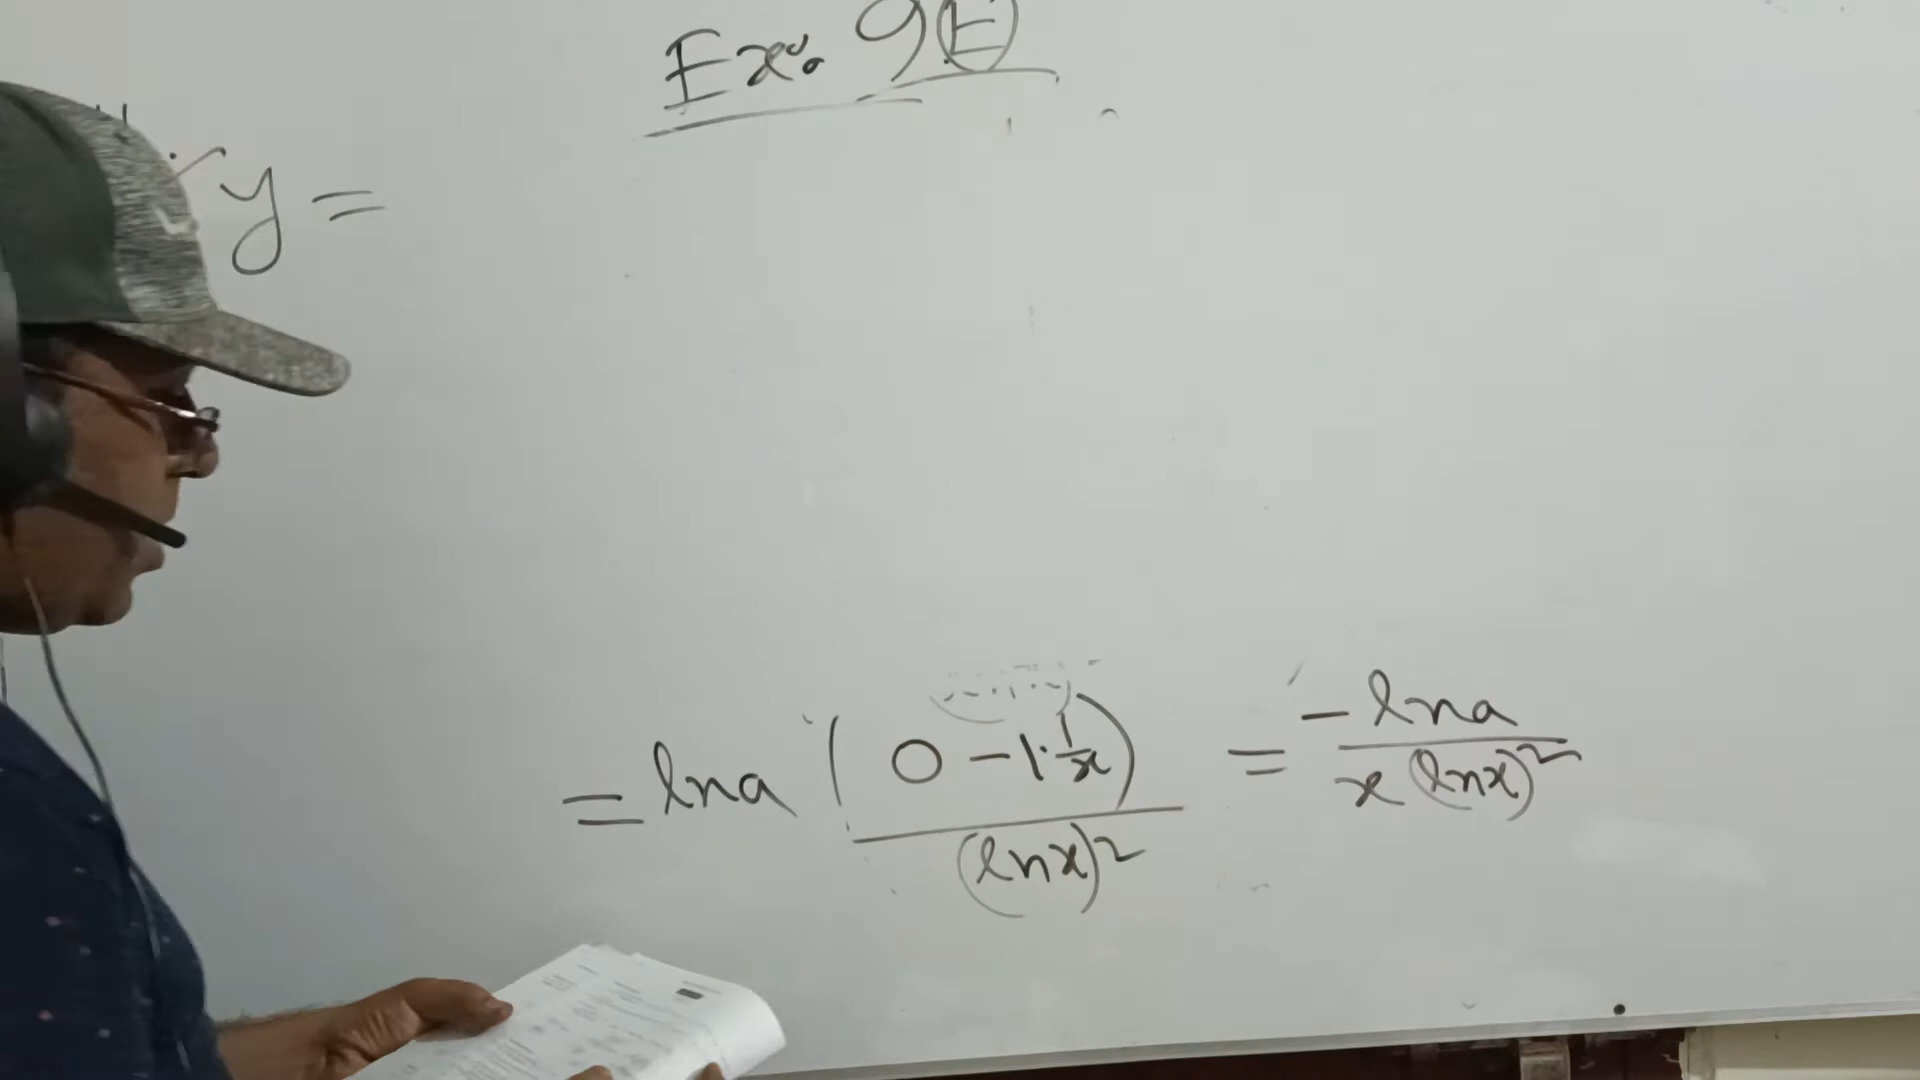 Ex: 9(E)
y =
= ln a (0 - 1·1/x) / (ln x)² = - ln a / x (ln x)²